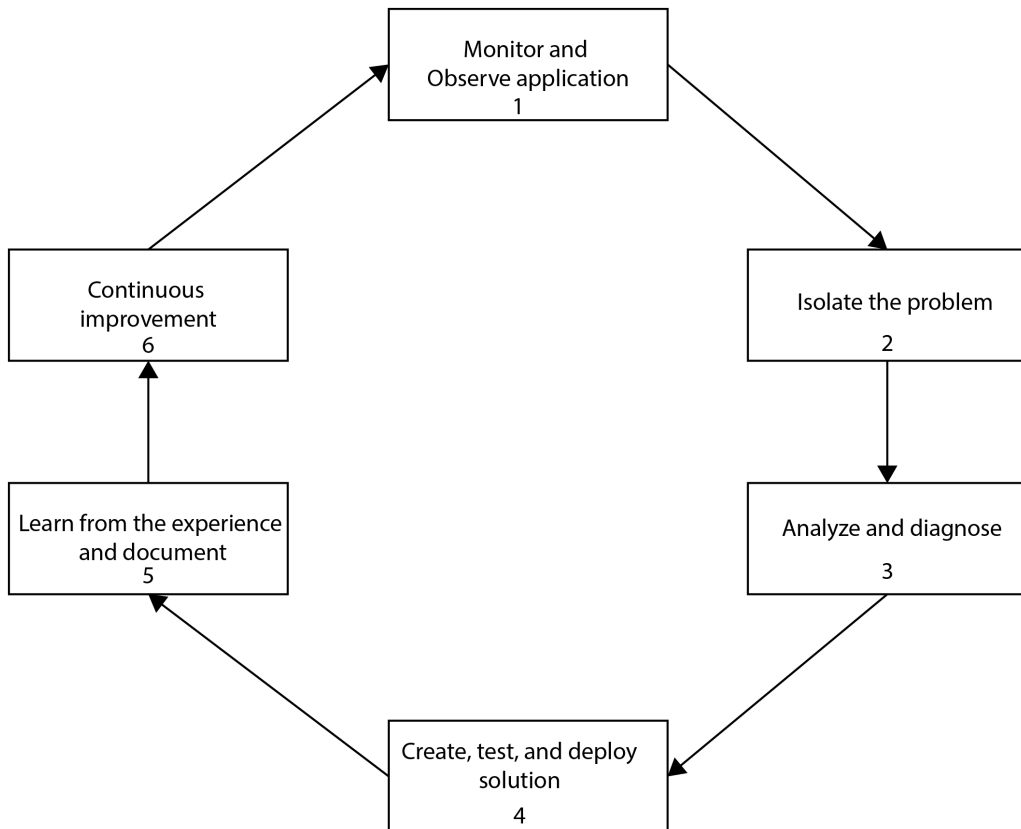 Monitor and
Observe application
1
Isolate the problem
2
Analyze and diagnose
3
Create, test, and deploy
solution
4
Learn from the experience
and document
5
Continuous
improvement
6